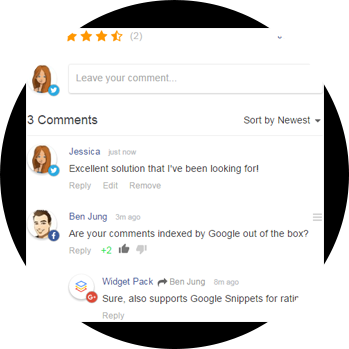 (2)
Leave your comment...
3 Comments
Sort by Newest
Jessica just now
Excellent solution that I've been looking for!
Reply Edit Remove
Ben Jung 3m ago
Are your comments indexed by Google out of the box?
Reply +2
Widget Pack Ben Jung 8m ago
Sure, also supports Google Snippets for
Reply